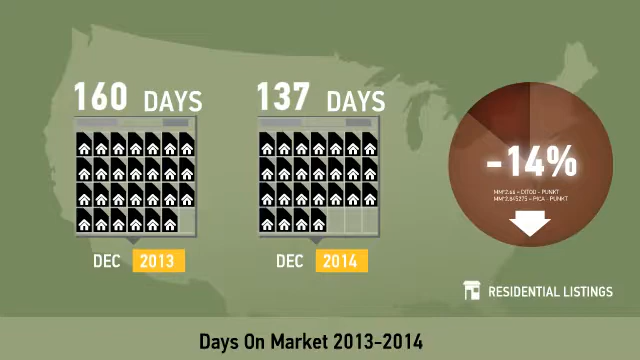 160 DAYS
137 DAYS
-14%
DEC 2013
DEC 2014
RESIDENTIAL LISTINGS
Days On Market 2013-2014